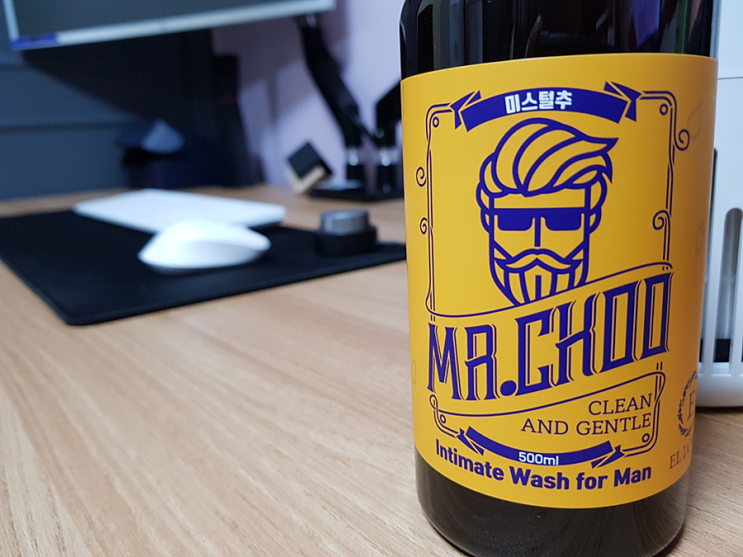 미스털추
MR.CHOO
CLEAN
AND GENTLE
500ml
Intimate Wash for Man